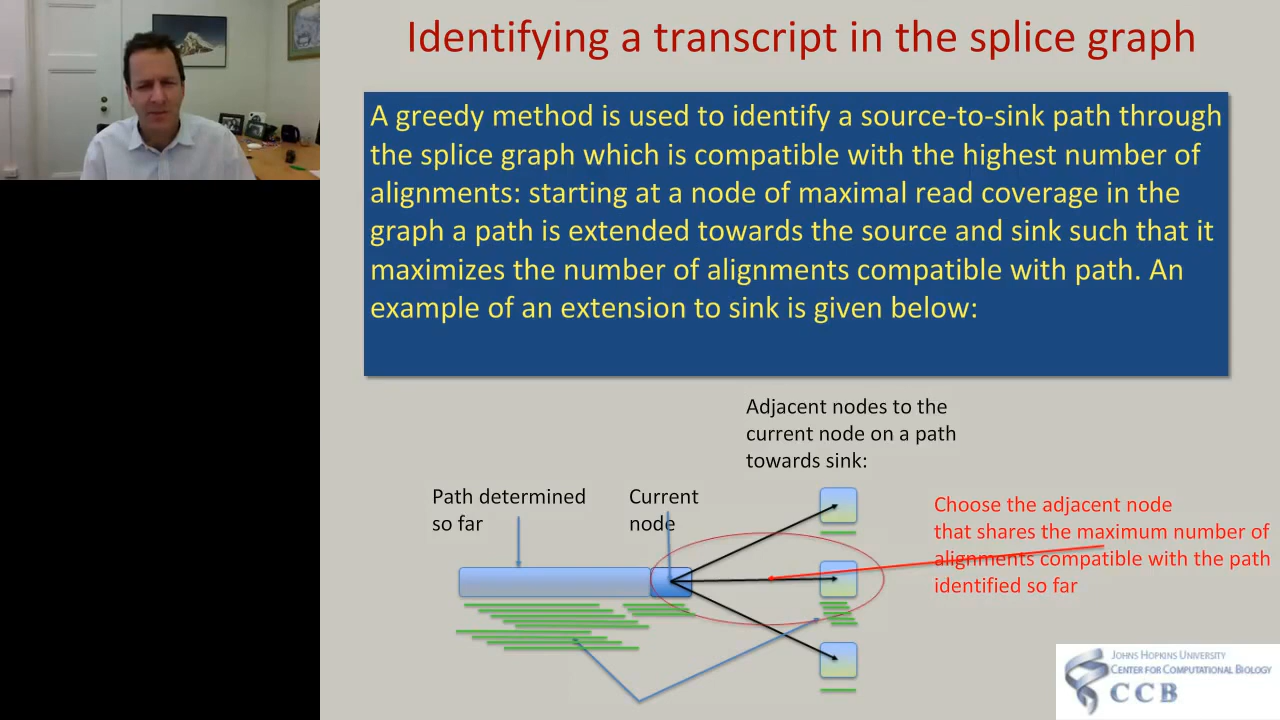 Identifying a transcript in the splice graph
A greedy method is used to identify a source-to-sink path through
the splice graph which is compatible with the highest number of
alignments: starting at a node of maximal read coverage in the
graph a path is extended towards the source and sink such that it
maximizes the number of alignments compatible with path. An
example of an extension to sink is given below:
Adjacent nodes to the
current node on a path
towards sink:
Path determined
so far
Current
node
Choose the adjacent node
that shares the maximum number of
alignments compatible with the path
identified so far
JOHNS HOPKINS UNIVERSITY
CENTER FOR COMPUTATIONAL BIOLOGY
CCB